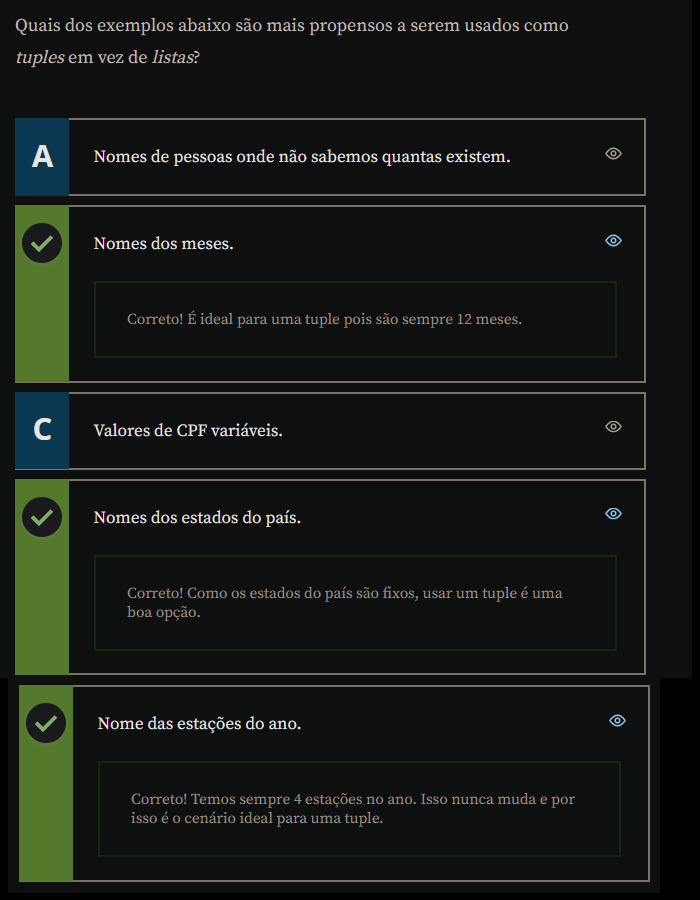 Quais dos exemplos abaixo são mais propensos a serem usados como
tuples em vez de listas?
A
Nomes de pessoas onde não sabemos quantas existem.
Nomes dos meses.
Correto! É ideal para uma tuple pois são sempre 12 meses.
C
Valores de CPF variáveis.
Nomes dos estados do país.
Correto! Como os estados do país são fixos, usar um tuple é uma
boa opção.
Nome das estações do ano.
Correto! Temos sempre 4 estações no ano. Isso nunca muda e por
isso é o cenário ideal para uma tuple.